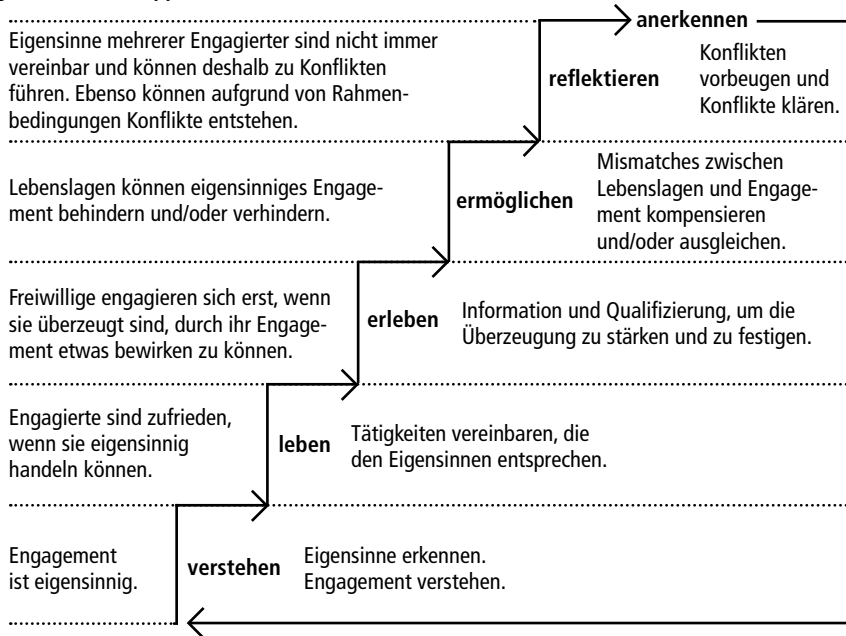 anerkennen
Eigensinne mehrerer Engagierter sind nicht immer
vereinbar und können deshalb zu Konflikten
führen. Ebenso können aufgrund von Rahmen-
bedingungen Konflikte entstehen.
reflektieren
Konflikten
vorbeugen und
Konflikte klären.
Lebenslagen können eigensinniges Engage-
ment behindern und/oder verhindern.
ermöglichen
Mismatches zwischen
Lebenslagen und Engage-
ment kompensieren
und/oder ausgleichen.
Freiwillige engagieren sich erst, wenn
sie überzeugt sind, durch ihr Engage-
ment etwas bewirken zu können.
erleben
Information und Qualifizierung, um die
Überzeugung zu stärken und zu festigen.
Engagierte sind zufrieden,
wenn sie eigensinnig
handeln können.
leben
Tätigkeiten vereinbaren, die
den Eigensinnen entsprechen.
Engagement
ist eigensinnig.
verstehen
Eigensinne erkennen.
Engagement verstehen.